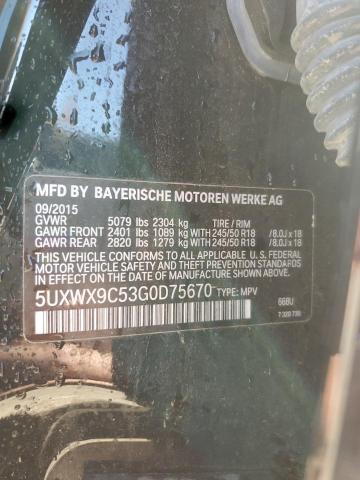 MFD BY BAYERISCHE MOTOREN WERKE AG
09/2015
GVWR 5079 lbs 2304 kg TIRE / RIM
GAWR FRONT 2401 lbs 1089 kg WITH 245/50 R18 /8.0J x 18
GAWR REAR 2820 lbs 1279 kg WITH 245/50 R18 /8.0J x 18
THIS VEHICLE CONFORMS TO ALL APPLICABLE U. S. FEDERAL
MOTOR VEHICLE SAFETY, BUMPER, AND THEFT PREVENTION
STANDARDS IN EFFECT ON THE DATE OF MANUFACTURE SHOWN ABOVE.
5UXWX9C53G0D75670 TYPE: MPV
668U